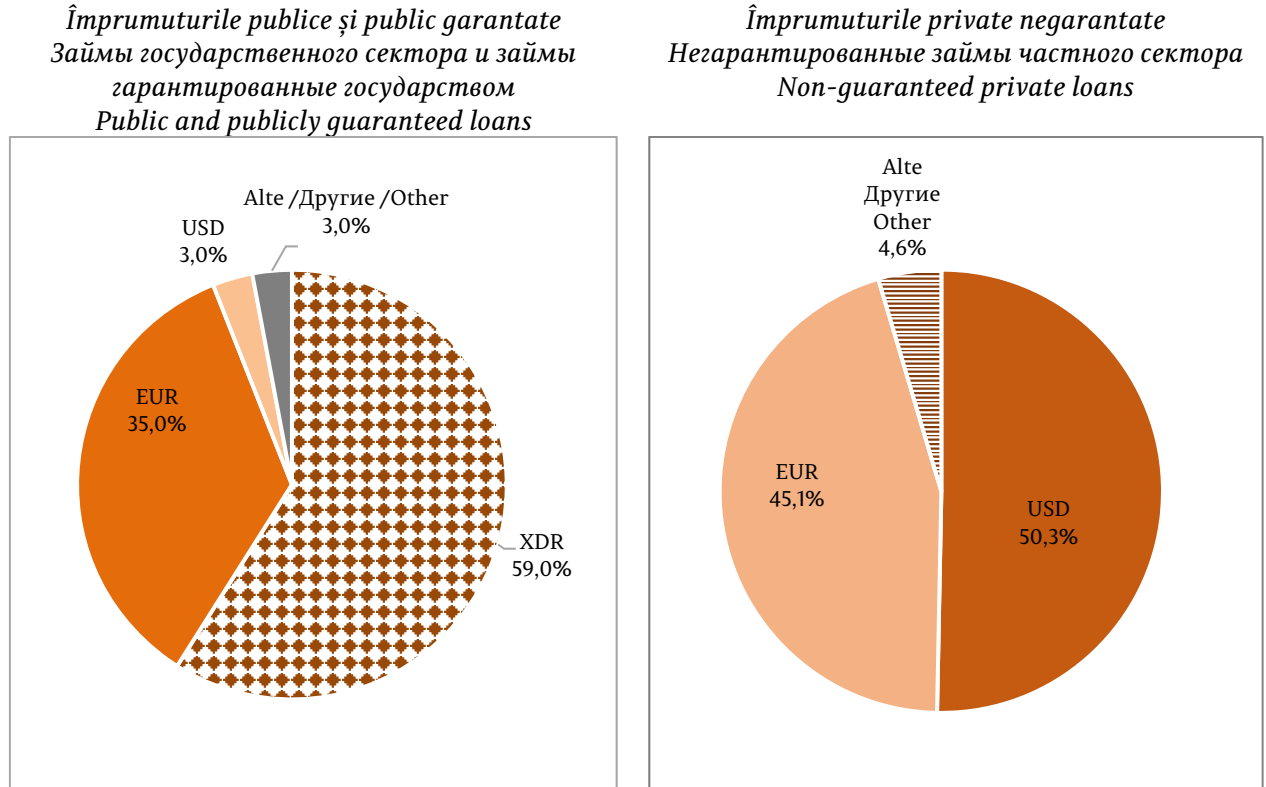 Împrumuturile publice și public garantate
Займы государственного сектора и займы
гарантированные государством
Public and publicly guaranteed loans
Alte /Другие /Other
3,0%
USD
3,0%
EUR
35,0%
XDR
59,0%
Împrumuturile private negarantate
Негарантированные займы частного сектора
Non-guaranteed private loans
Alte
Другие
Other
4,6%
EUR
45,1%
USD
50,3%